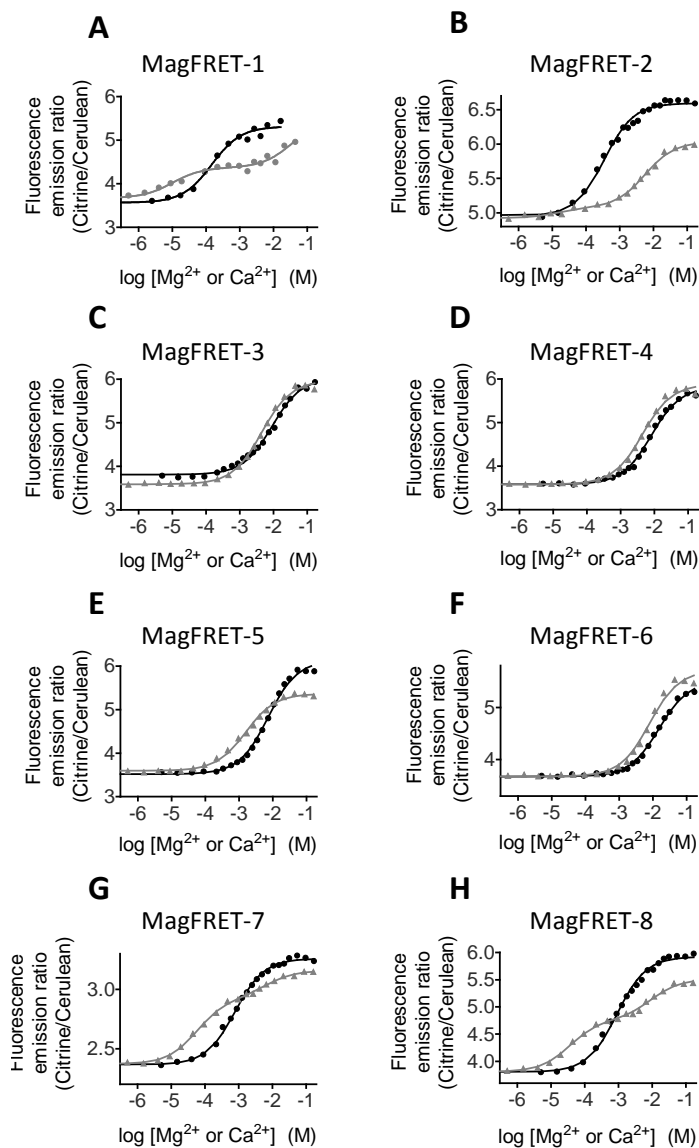 A
MagFRET-1
Fluorescence
emission ratio
(Citrine/Cerulean)
6
5
4
3
-6 -5 -4 -3 -2 -1
log [Mg2+ or Ca2+] (M)
B
MagFRET-2
Fluorescence
emission ratio
(Citrine/Cerulean)
6.5
6.0
5.5
5.0
-6 -5 -4 -3 -2 -1
log [Mg2+ or Ca2+] (M)
C
MagFRET-3
Fluorescence
emission ratio
(Citrine/Cerulean)
6
5
4
3
-6 -5 -4 -3 -2 -1
log [Mg2+ or Ca2+] (M)
D
MagFRET-4
Fluorescence
emission ratio
(Citrine/Cerulean)
6
5
4
3
-6 -5 -4 -3 -2 -1
log [Mg2+ or Ca2+] (M)
E
MagFRET-5
Fluorescence
emission ratio
(Citrine/Cerulean)
6
5
4
3
-6 -5 -4 -3 -2 -1
log [Mg2+ or Ca2+] (M)
F
MagFRET-6
Fluorescence
emission ratio
(Citrine/Cerulean)
5
4
-6 -5 -4 -3 -2 -1
log [Mg2+ or Ca2+] (M)
G
MagFRET-7
Fluorescence
emission ratio
(Citrine/Cerulean)
3.0
2.5
-6 -5 -4 -3 -2 -1
log [Mg2+ or Ca2+] (M)
H
MagFRET-8
Fluorescence
emission ratio
(Citrine/Cerulean)
6.0
5.5
5.0
4.5
4.0
-6 -5 -4 -3 -2 -1
log [Mg2+ or Ca2+] (M)